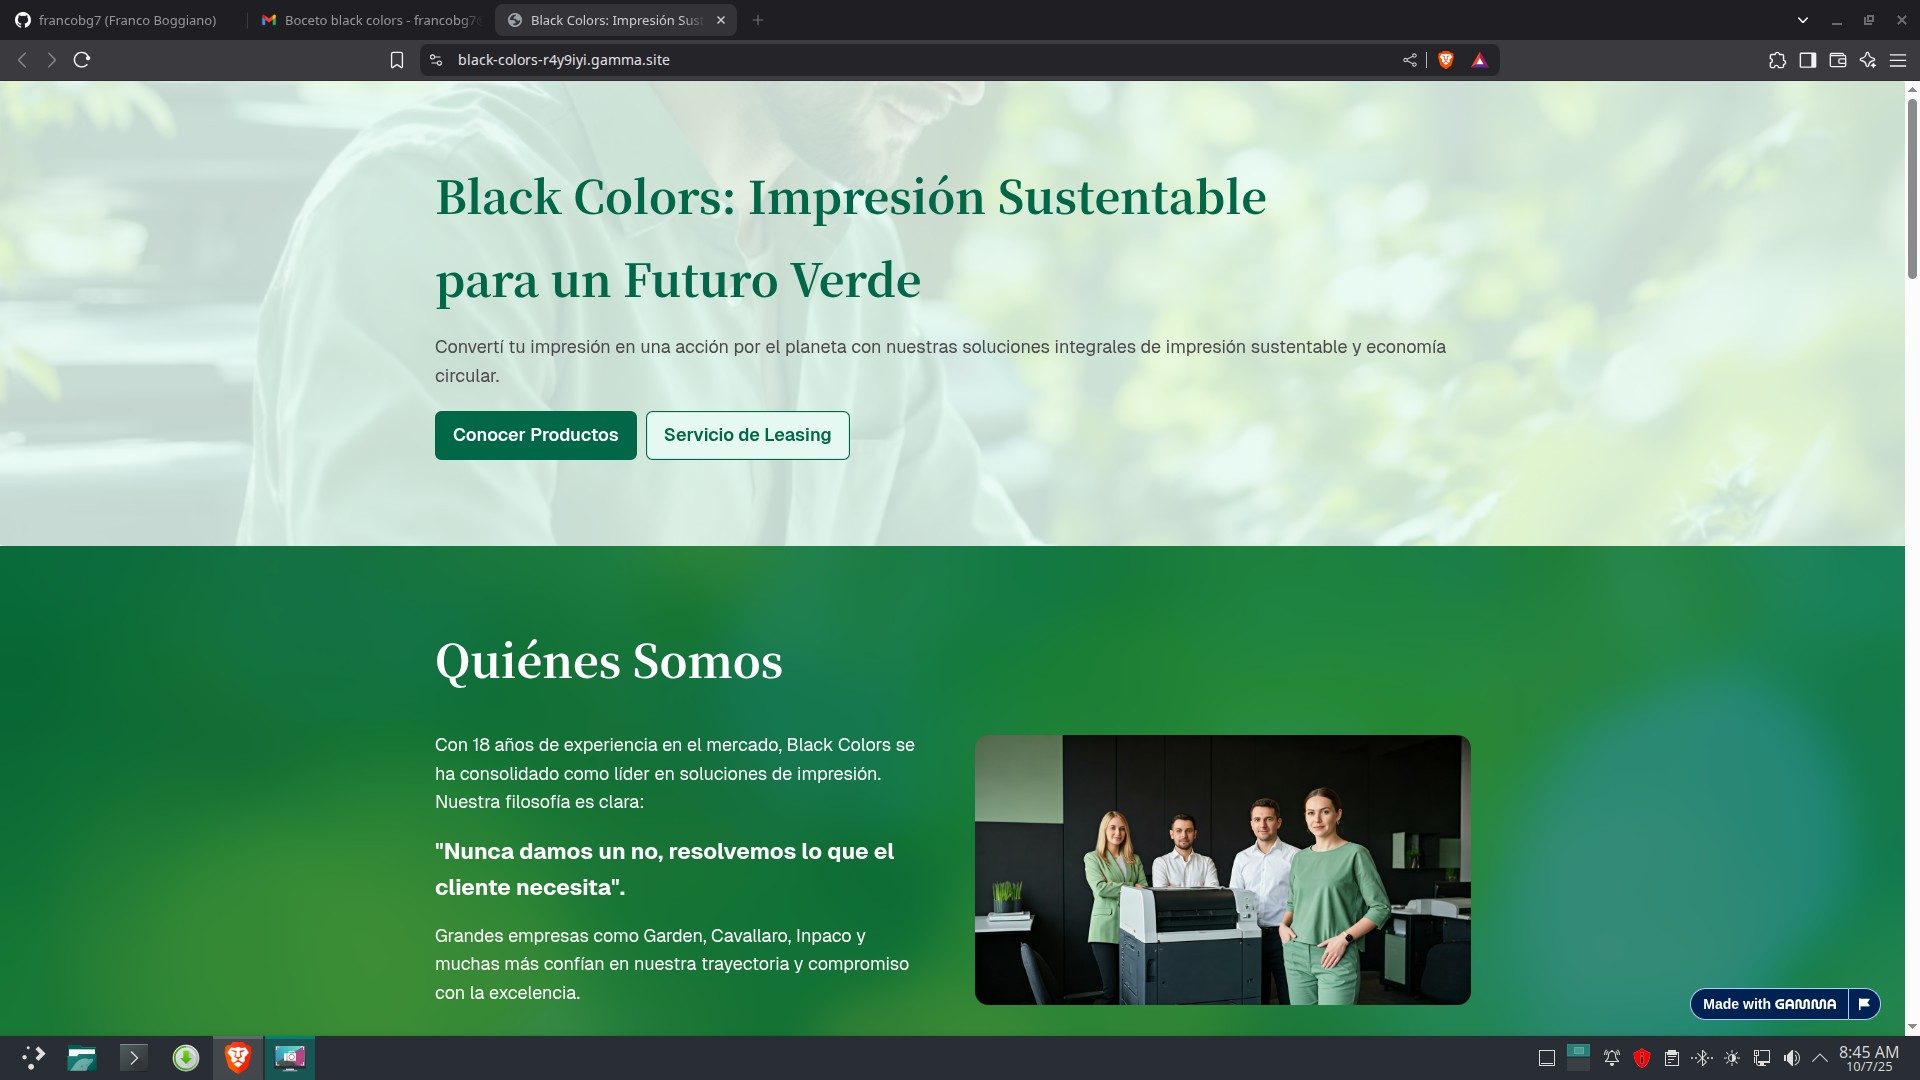 francobg7 (Franco Boggiano)
Boceto black colors - francobg7
Black Colors: Impresión Sus
black-colors-r4y9iyi.gamma.site
Black Colors: Impresión Sustentable
para un Futuro Verde
Convertí tu impresión en una acción por el planeta con nuestras soluciones integrales de impresión sustentable y economía
circular.
Conocer Productos
Servicio de Leasing
Quiénes Somos
Con 18 años de experiencia en el mercado, Black Colors se
ha consolidado como líder en soluciones de impresión.
Nuestra filosofía es clara:
"Nunca damos un no, resolvemos lo que el
cliente necesita".
Grandes empresas como Garden, Cavallaro, Inpaco y
muchas más confían en nuestra trayectoria y compromiso
con la excelencia.
Made with GAMMA
8:45 AM
10/7/25